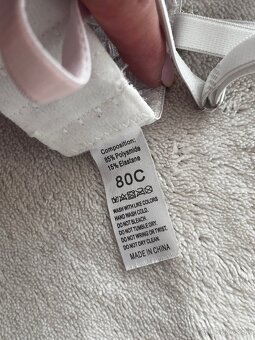 Composition:
85% Polyamide
15% Elastane
80C
WASH WITH LIKE COLORS
HAND WASH COLD.
DO NOT BLEACH.
DO NOT TUMBLE DRY.
DO NOT WRING OR TWIST.
DO NOT DRY CLEAN
MADE IN CHINA